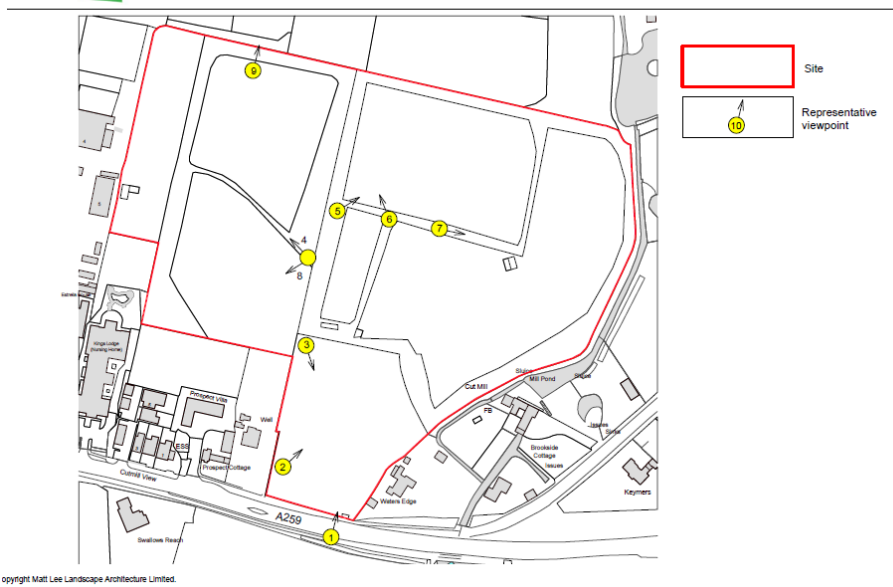 Site
Representative
viewpoint
10
9
4
5
5
6
7
4
8
3
Kings Lodge
(Nursing Home)
Prospect Villa
Well
ESS
Prospect Cottage
Cutmill View
2
1
A259
Swallows Reach
Waters Edge
Cut Mill
FB
Sluice
Mill Pond
Sluice
Issues
Sluice
Brookside
Cottage
Issues
Keymers
opyright Matt Lee Landscape Architecture Limited.